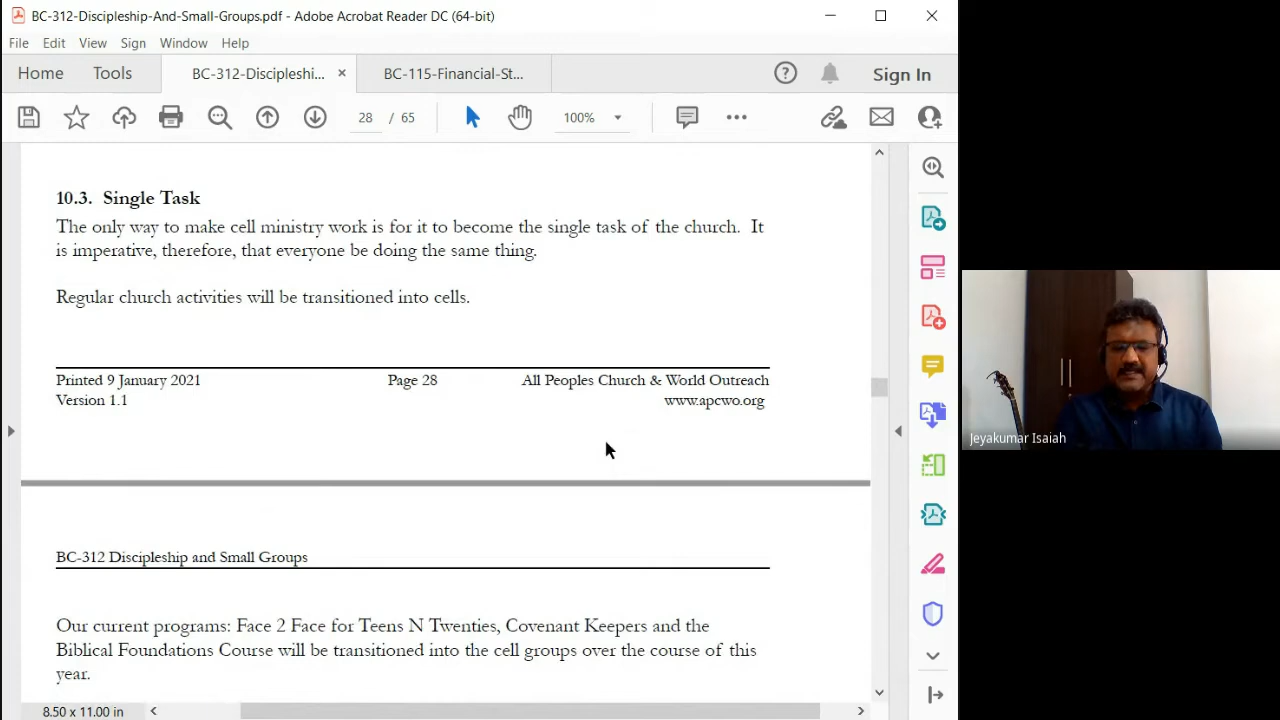 BC-312-Discipleship-And-Small-Groups.pdf - Adobe Acrobat Reader DC (64-bit)
File Edit View Sign Window Help
Home Tools BC-312-Discipleshi... × BC-115-Financial-St... Sign In
28 / 65 100%
10.3. Single Task
The only way to make cell ministry work is for it to become the single task of the church. It
is imperative, therefore, that everyone be doing the same thing.
Regular church activities will be transitioned into cells.
Printed 9 January 2021 Page 28 All Peoples Church & World Outreach
Version 1.1 www.apcwo.org
Jeyakumar Isaiah
BC-312 Discipleship and Small Groups
Our current programs: Face 2 Face for Teens N Twenties, Covenant Keepers and the
Biblical Foundations Course will be transitioned into the cell groups over the course of this
year.
8.50 x 11.00 in